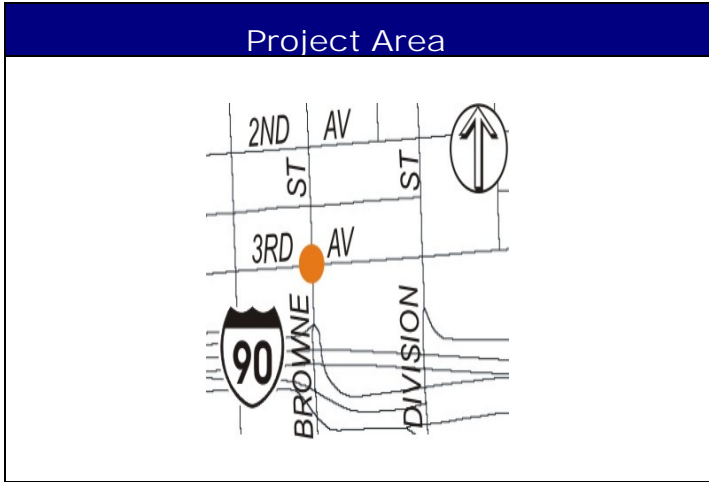 Project Area
2ND AV
ST
ST
3RD AV
BROWNE
DIVISION
90